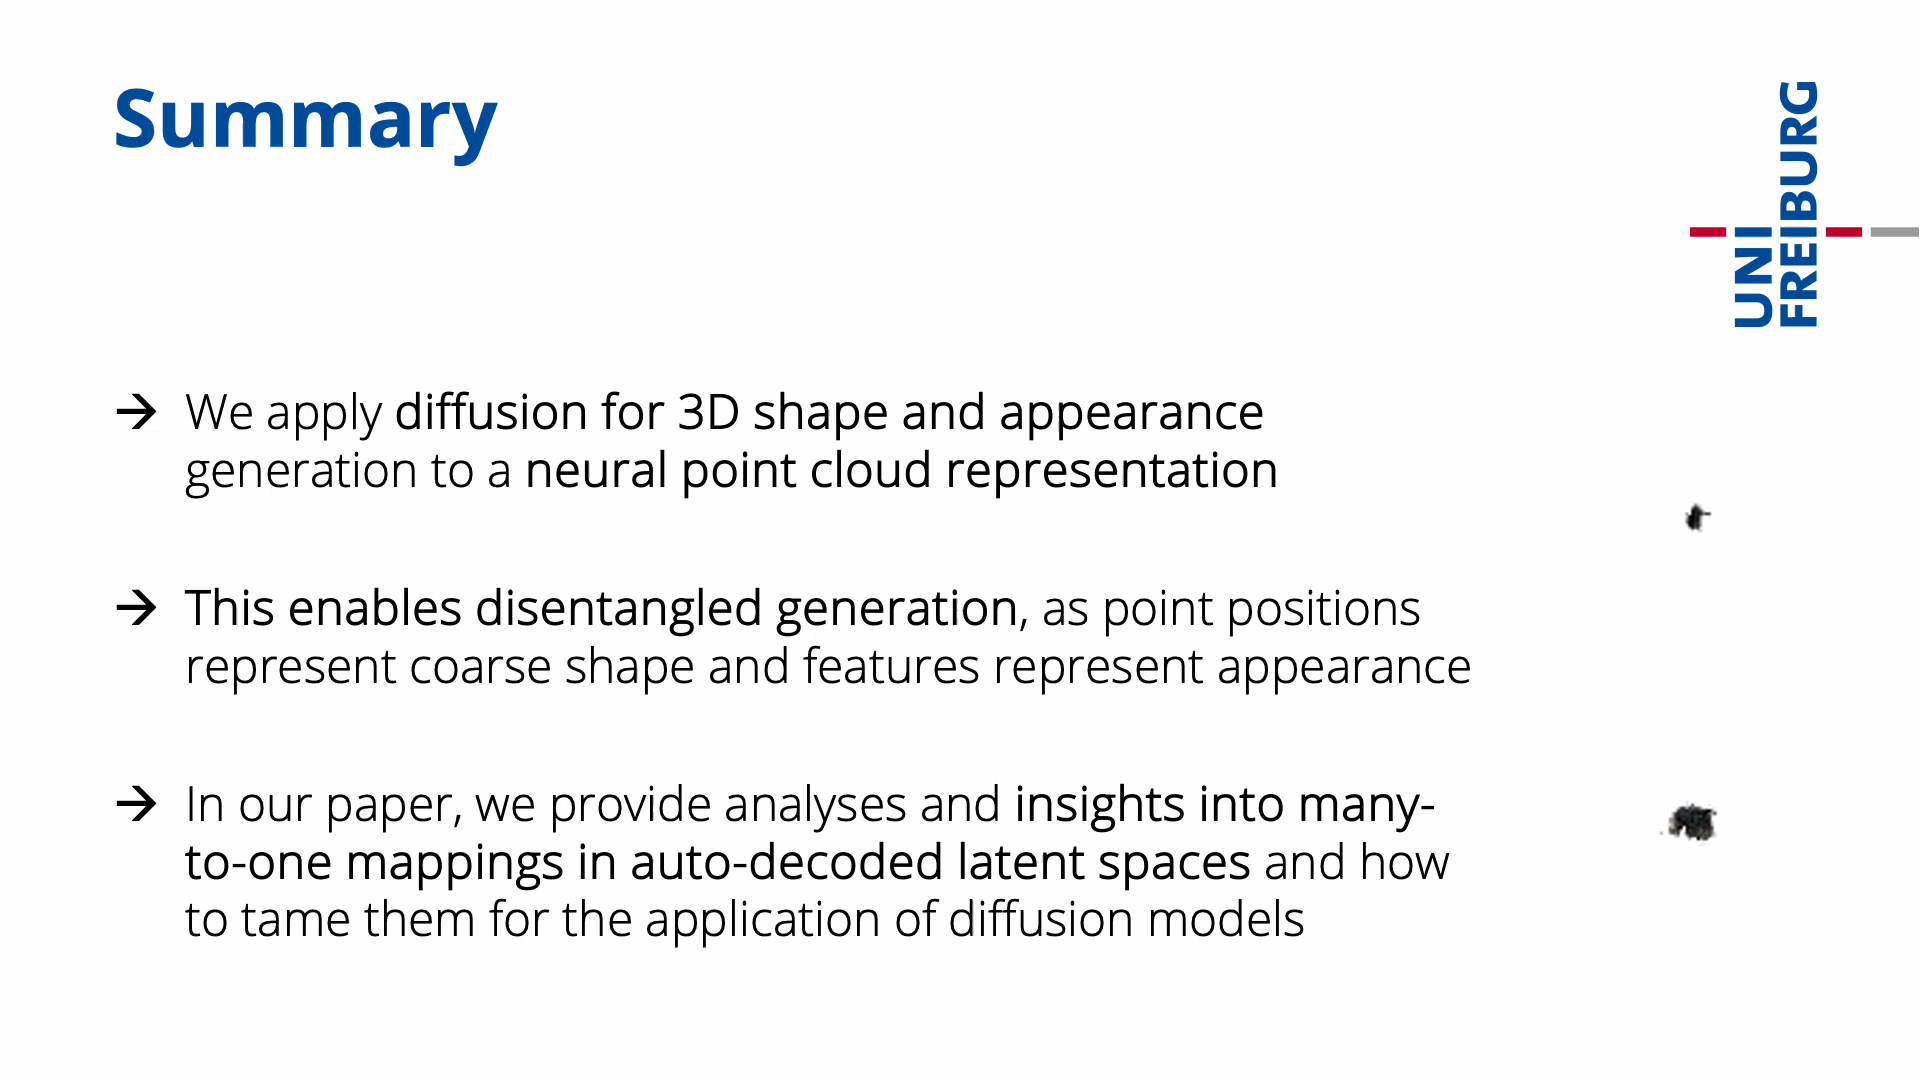 Summary
UNI
FREIBURG
→ We apply diffusion for 3D shape and appearance
generation to a neural point cloud representation
→ This enables disentangled generation, as point positions
represent coarse shape and features represent appearance
→ In our paper, we provide analyses and insights into many-
to-one mappings in auto-decoded latent spaces and how
to tame them for the application of diffusion models